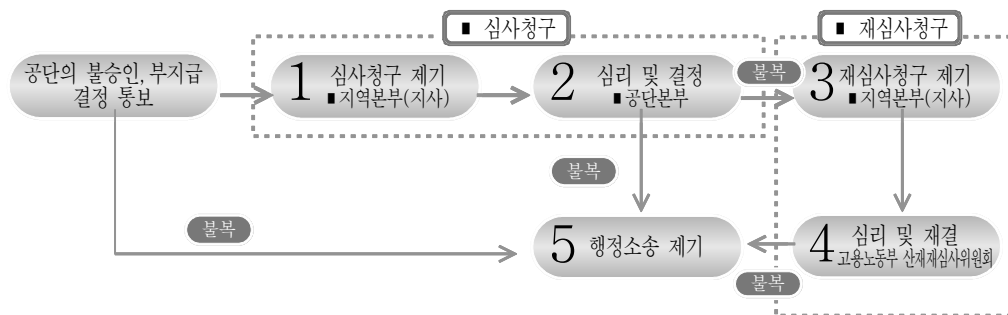 ■ 심사청구
■ 재심사청구
공단의 불승인, 부지급
결정 통보
1 심사청구 제기
■지역본부(지사)
2 심리 및 결정
■공단본부
불복
3 재심사청구 제기
■지역본부(지사)
불복
불복
5 행정소송 제기
4 심리 및 재결
고용노동부 산재재심사위원회
불복